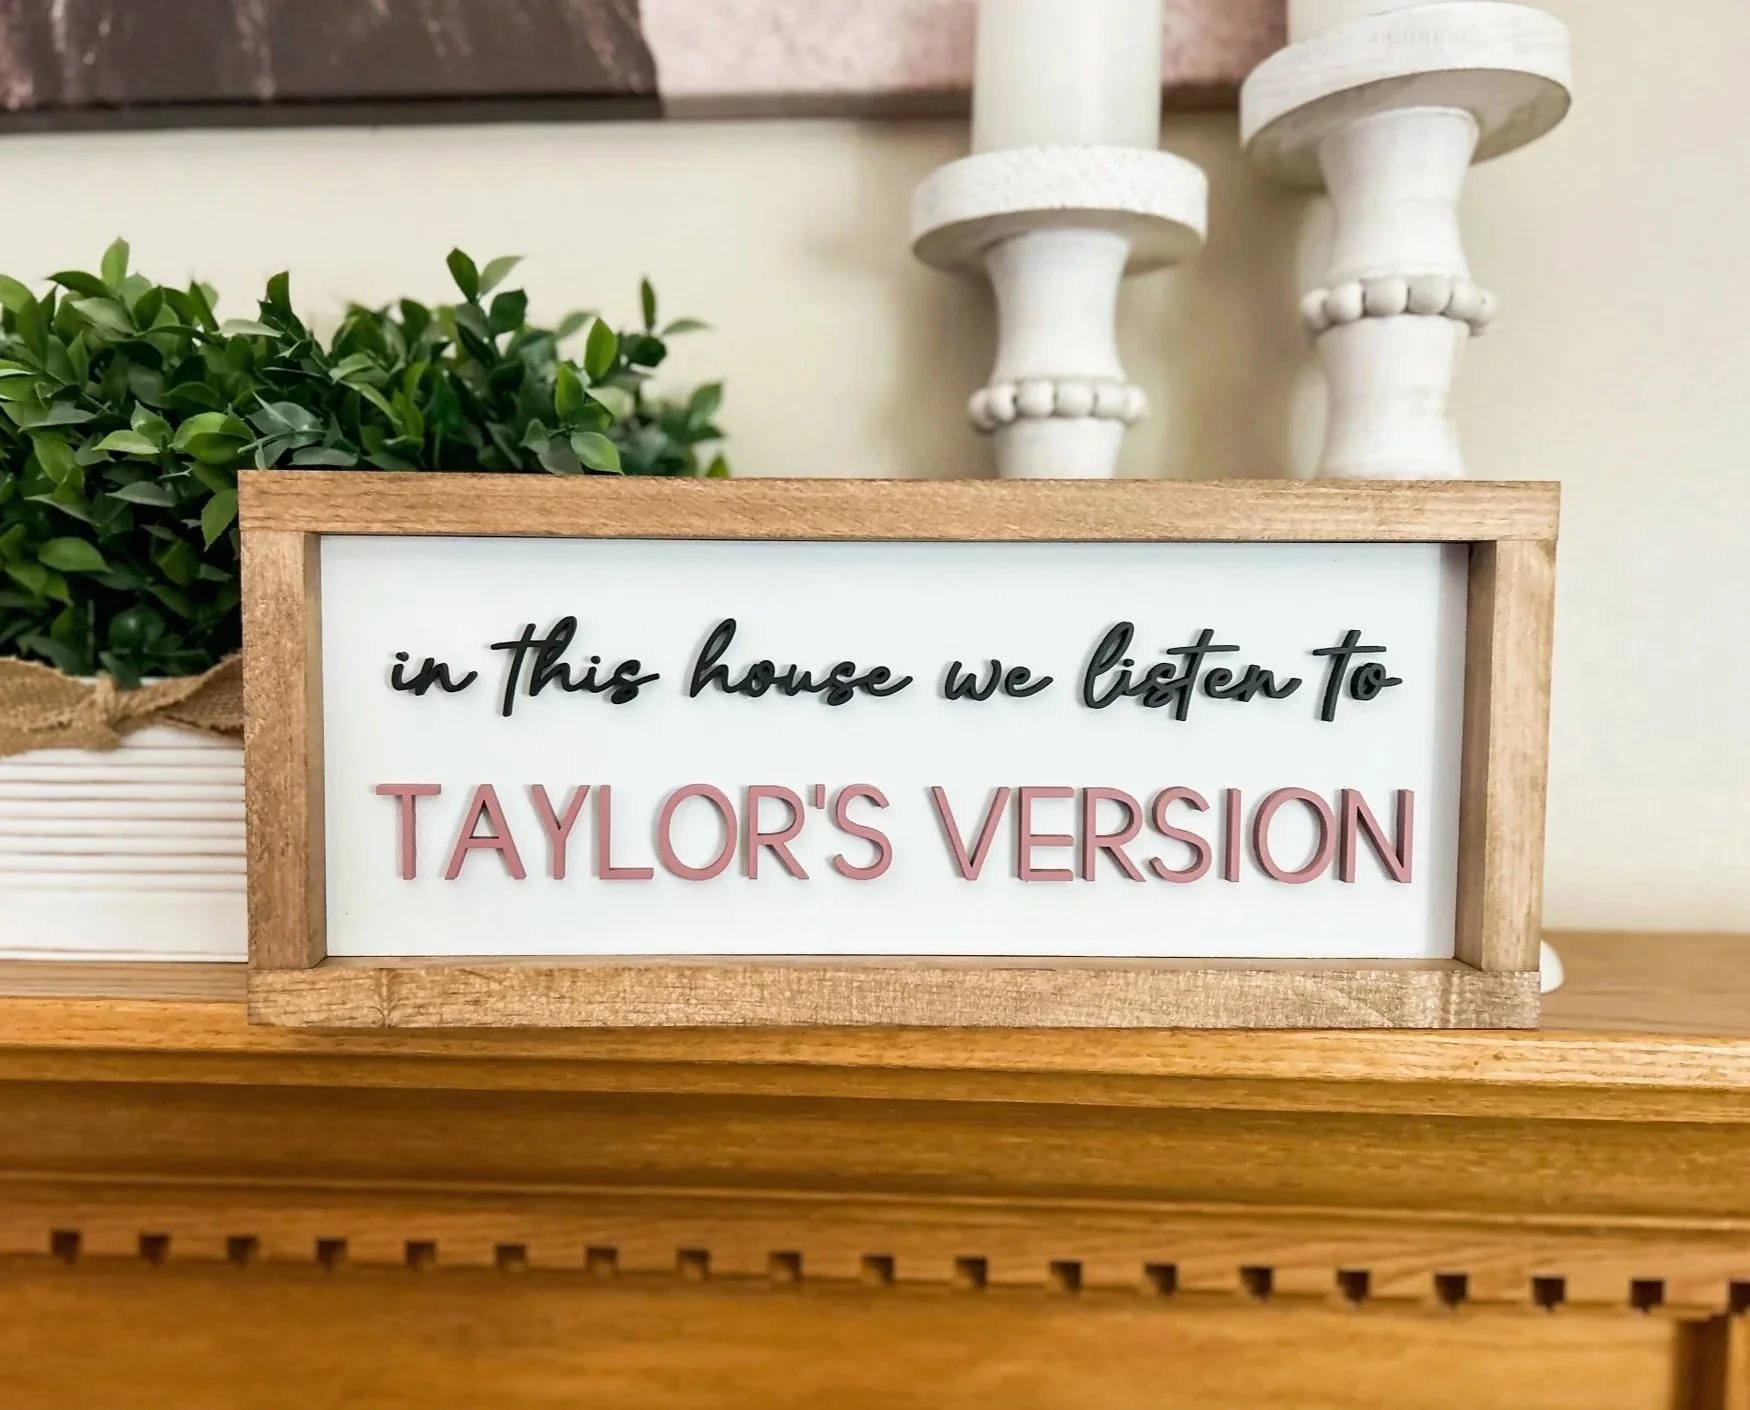 in this house we listen to
TAYLOR'S VERSION